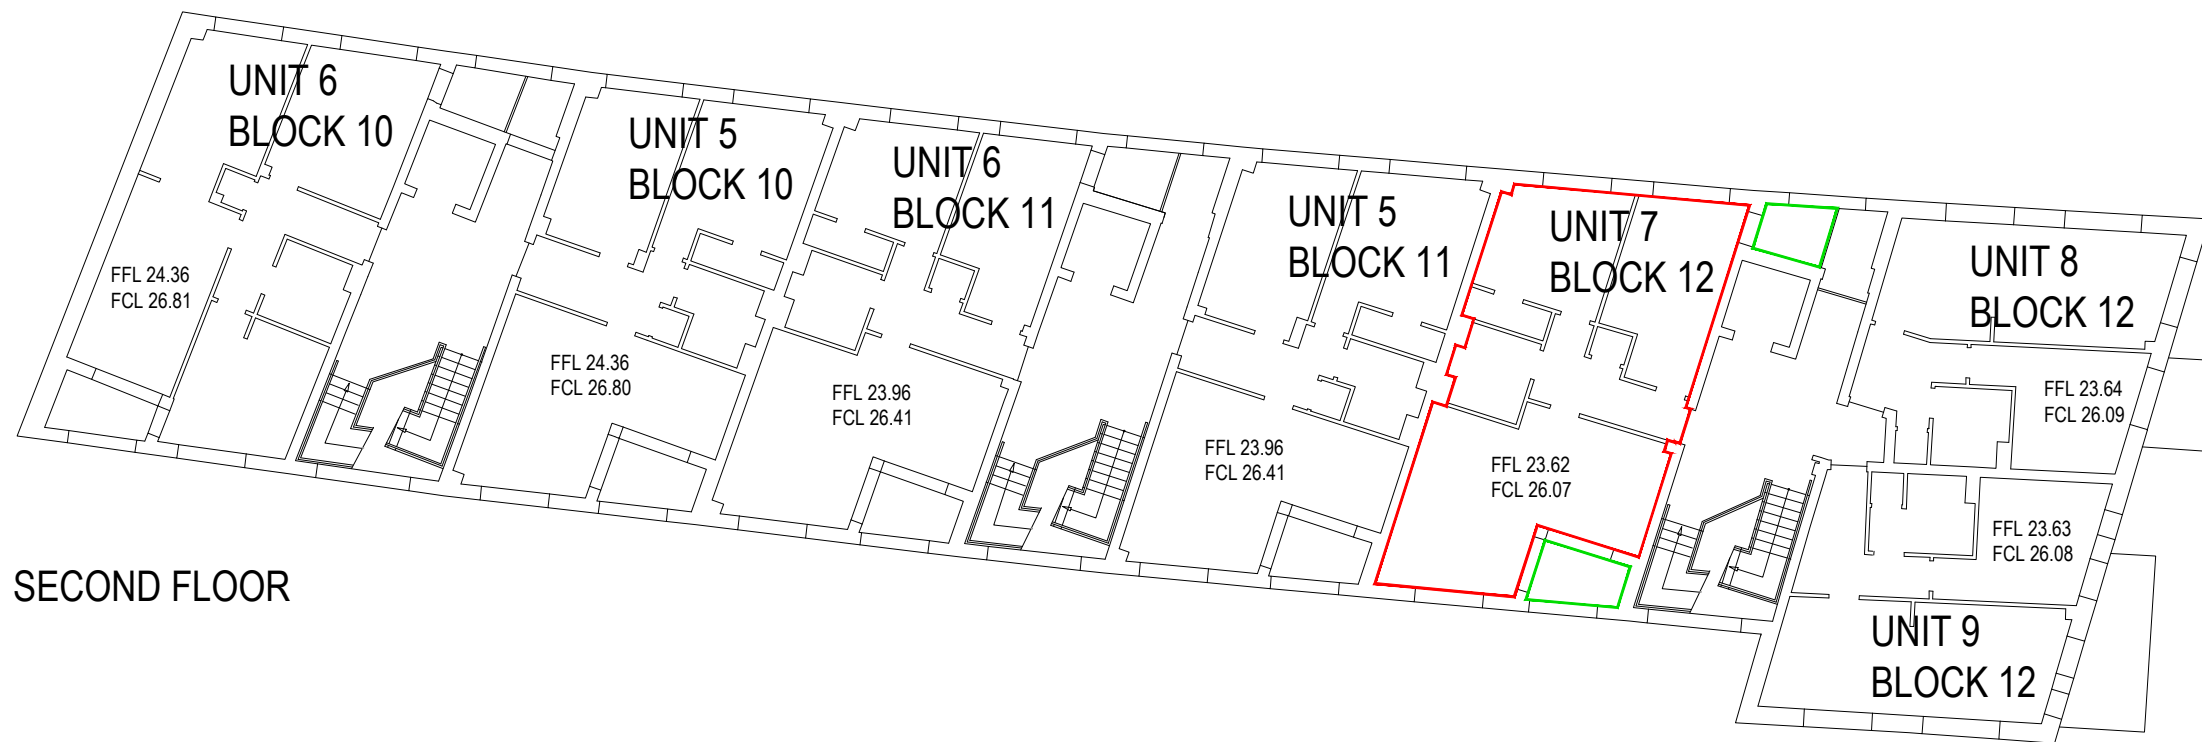 UNIT 6
BLOCK 10
FFL 24.36
FCL 26.81
UNIT 5
BLOCK 10
FFL 24.36
FCL 26.80
UNIT 6
BLOCK 11
FFL 23.96
FCL 26.41
UNIT 5
BLOCK 11
FFL 23.96
FCL 26.41
UNIT 7
BLOCK 12
FFL 23.62
FCL 26.07
UNIT 8
BLOCK 12
FFL 23.64
FCL 26.09
FFL 23.63
FCL 26.08
UNIT 9
BLOCK 12
SECOND FLOOR